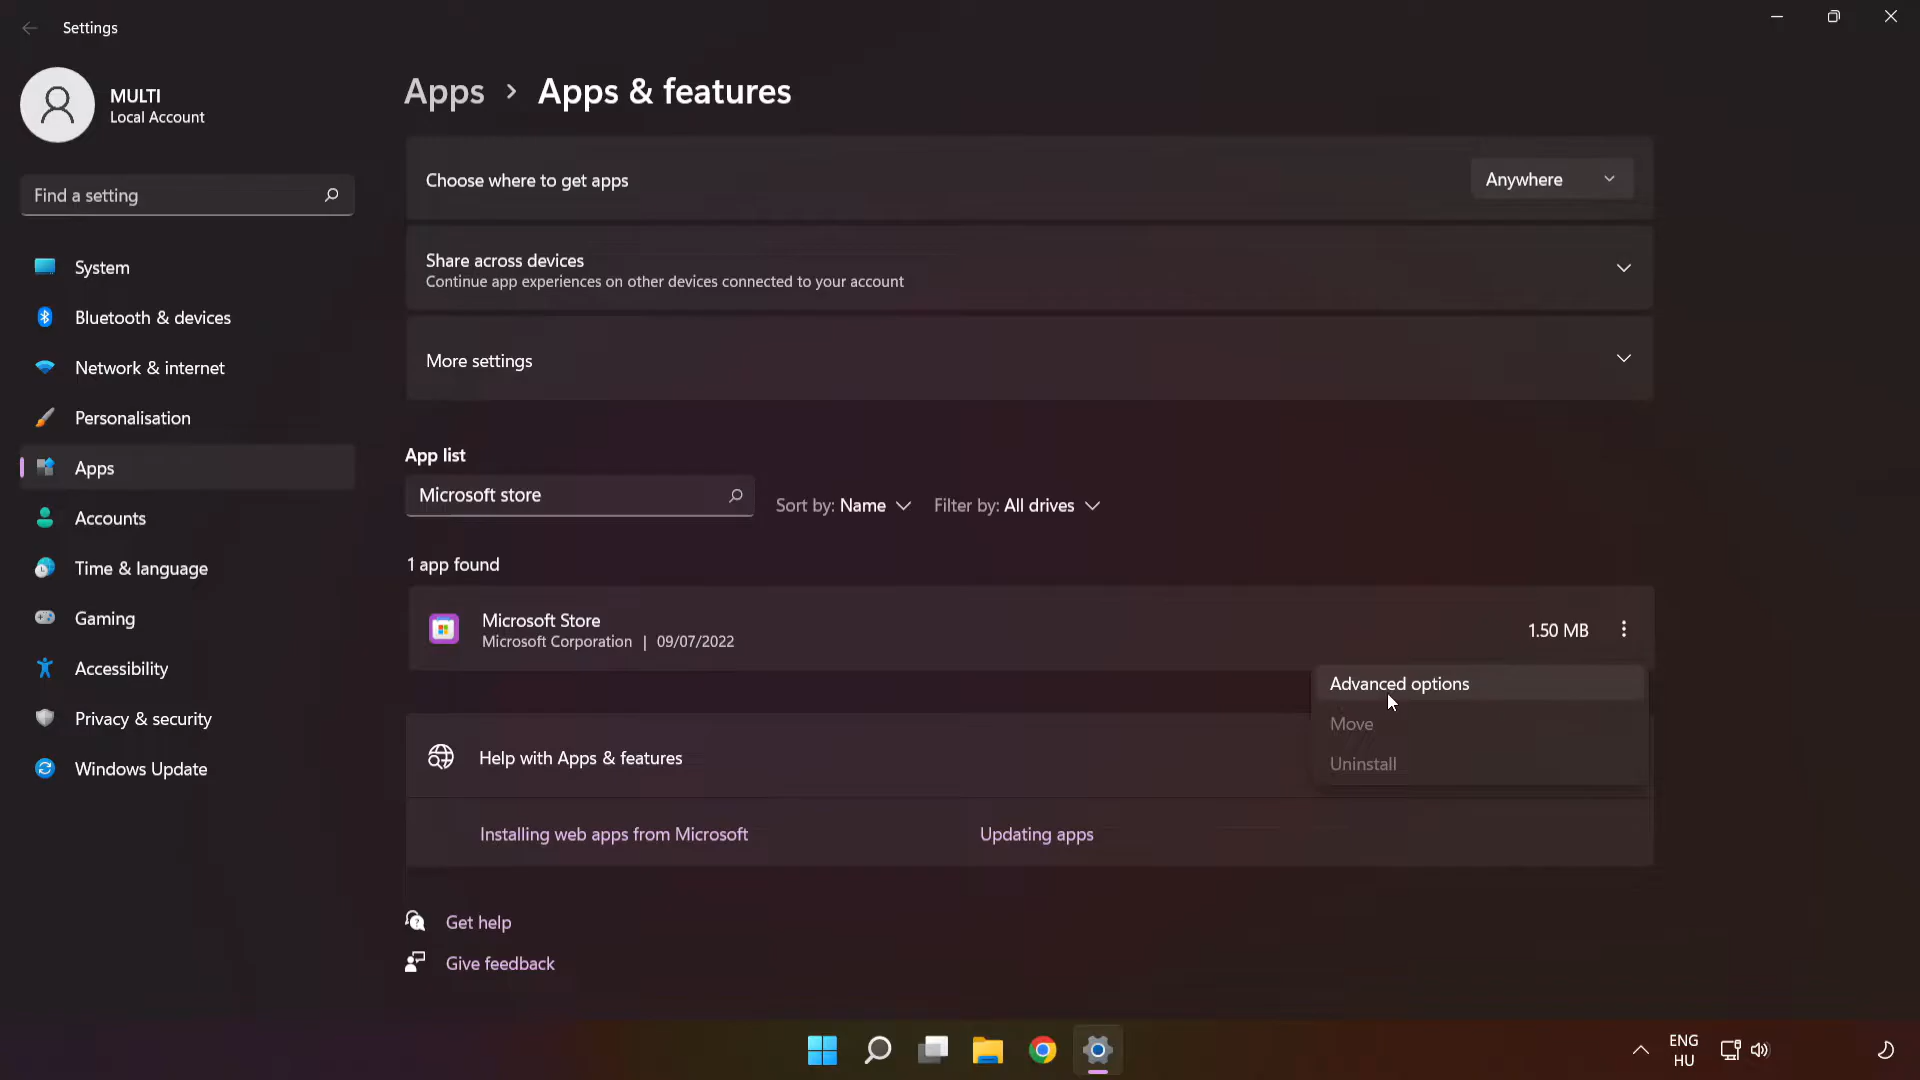 Settings
MULTI
Local Account
Find a setting
System
Bluetooth & devices
Network & internet
Personalisation
Apps
Accounts
Time & language
Gaming
Accessibility
Privacy & security
Windows Update
Apps > Apps & features
Choose where to get apps
Anywhere
Share across devices
Continue app experiences on other devices connected to your account
More settings
App list
Microsoft store
Sort by: Name
Filter by: All drives
1 app found
Microsoft Store
Microsoft Corporation | 09/07/2022
1.50 MB
Advanced options
Move
Uninstall
Help with Apps & features
Installing web apps from Microsoft
Updating apps
Get help
Give feedback
ENG
HU